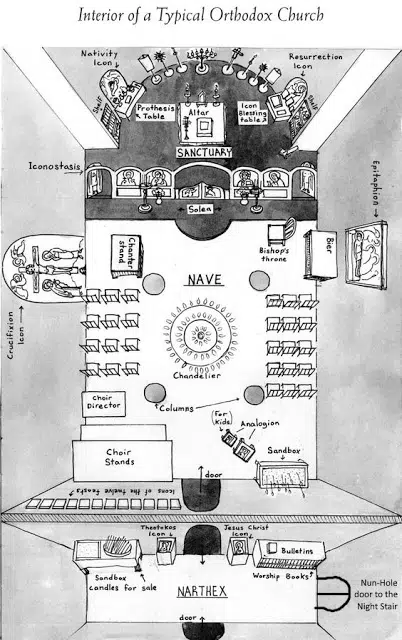 Interior of a Typical Orthodox Church
Nativity
Icon
Resurrection
Icon
Shelf
Shelf
Prothesis
Table
Altar
Icon
Blessing
table
SANCTUARY
Iconostasis
Solea
Epitaphion
Chanter
stand
Bishop's
throne
Bier
NAVE
Crucifixion
Icon
Chandelier
Choir
Director
Columns
For
Kids
Analogion
Choir
Stands
Sandbox
door
Icons of the twelve feasts
Theotokos
Icon
Jesus Christ
Icon
Bulletins
Sandbox
candles for sale
Worship Books
NARTHEX
Nun-Hole
door to the
Night Stair
door